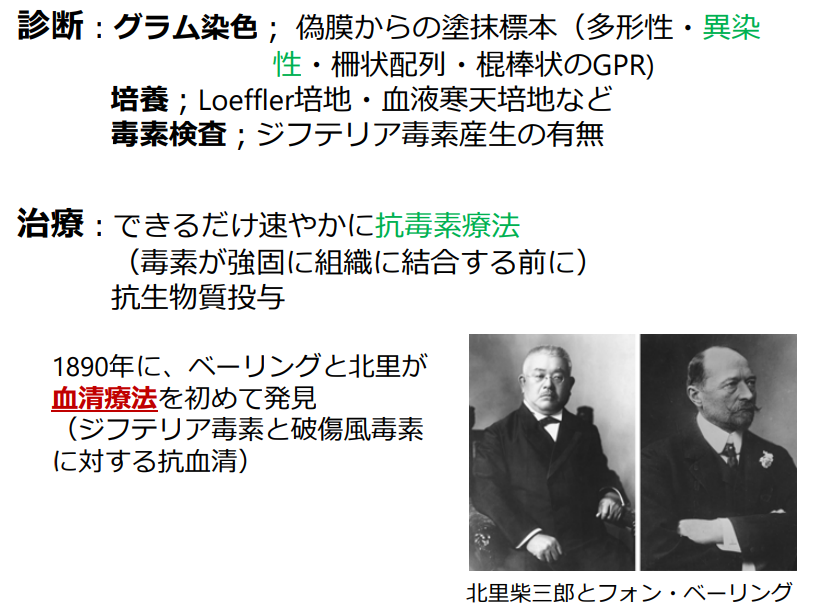 診断：グラム染色； 偽膜からの塗抹標本（多形性・異染
性・柵状配列・棍棒状のGPR)
培養；Loeffler培地・血液寒天培地など
毒素検査；ジフテリア毒素産生の有無
治療：できるだけ速やかに抗毒素療法
（毒素が強固に組織に結合する前に）
抗生物質投与
1890年に、ベーリングと北里が
血清療法を初めて発見
（ジフテリア毒素と破傷風毒素
に対する抗血清）
北里柴三郎とフォン・ベーリング